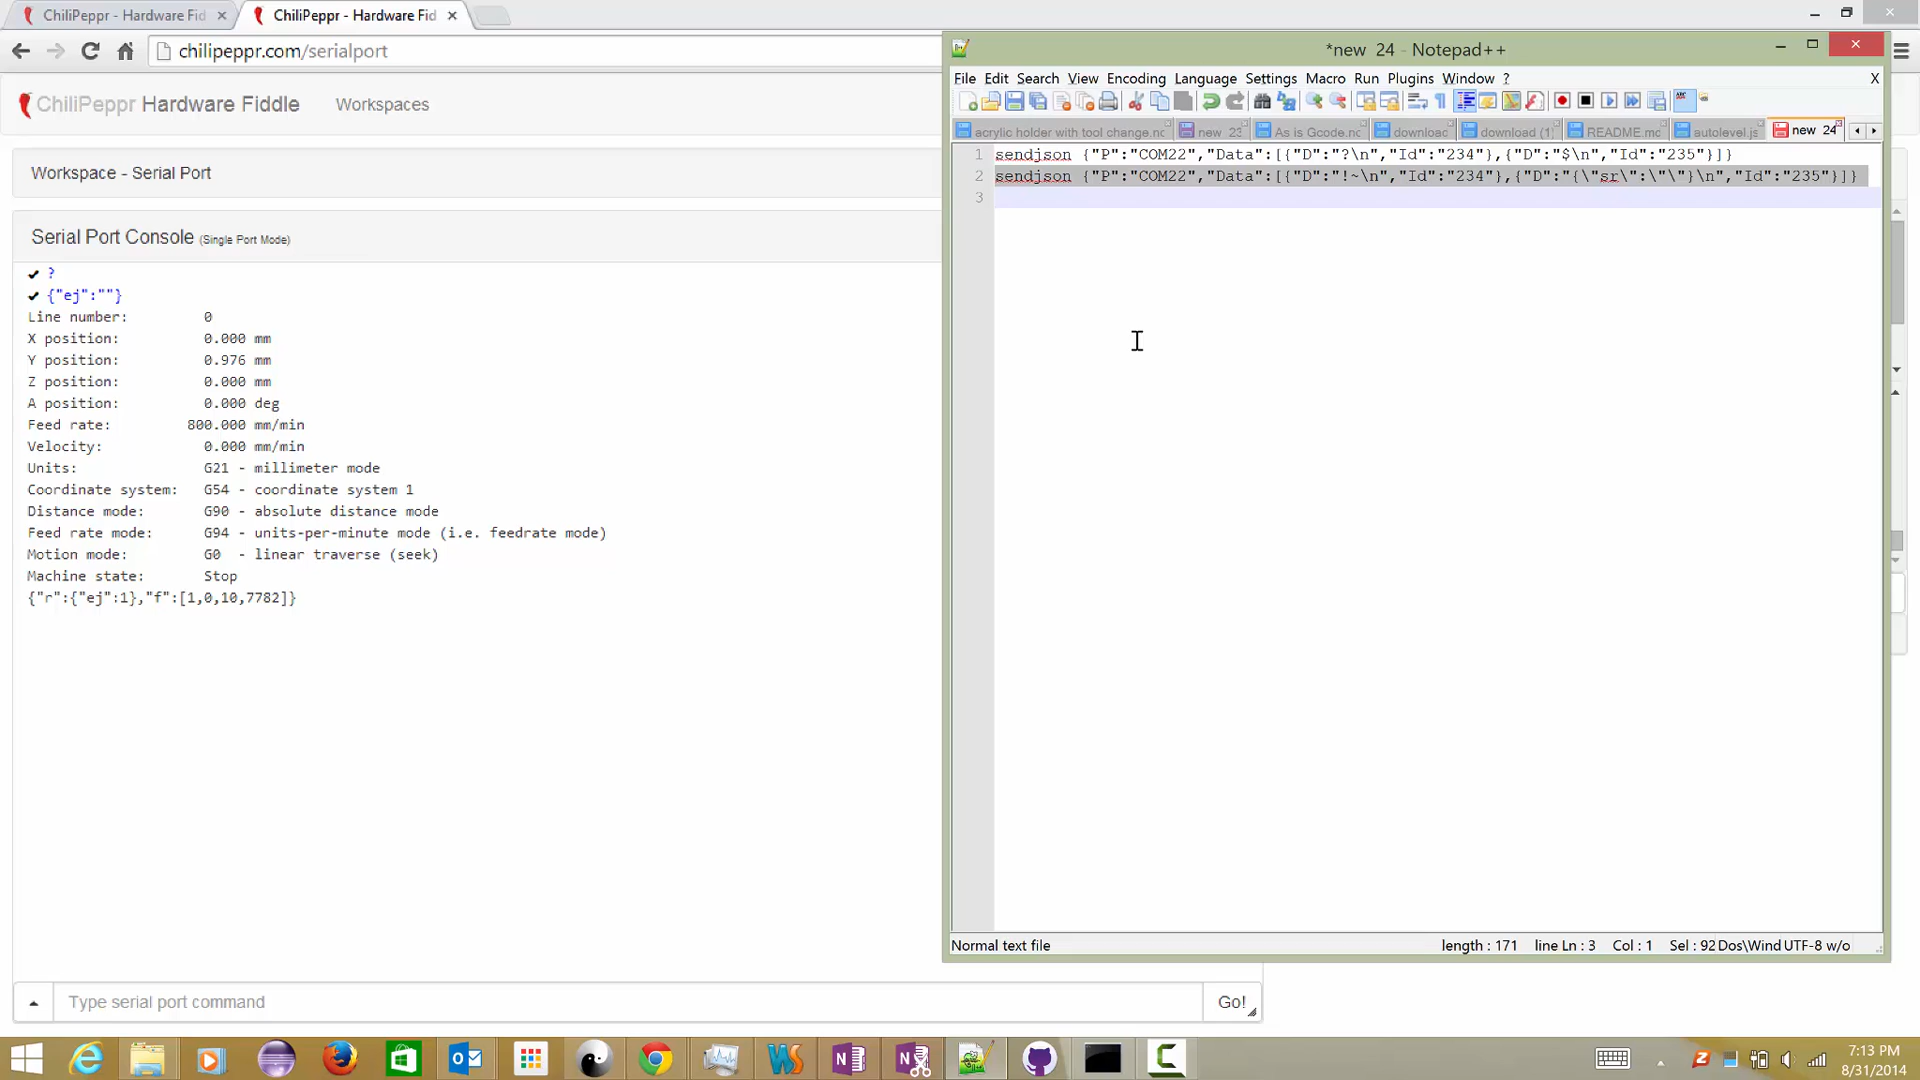 ChiliPeppr - Hardware Fidd
ChiliPeppr - Hardware Fidd
chilipeppr.com/serialport
ChiliPeppr Hardware Fiddle
Workspaces
Workspace - Serial Port
Serial Port Console (Single Port Mode)
?
{"ej":""}
Line number: 0
X position: 0.000 mm
Y position: 0.976 mm
Z position: 0.000 mm
A position: 0.000 deg
Feed rate: 800.000 mm/min
Velocity: 0.000 mm/min
Units: G21 - millimeter mode
Coordinate system: G54 - coordinate system 1
Distance mode: G90 - absolute distance mode
Feed rate mode: G94 - units-per-minute mode (i.e. feedrate mode)
Motion mode: G0 - linear traverse (seek)
Machine state: Stop
{"r":{"ej":1},"f":[1,0,10,7782]}
Type serial port command
Go!
*new 24 - Notepad++
File Edit Search View Encoding Language Settings Macro Run Plugins Window ? X
acrylic holder with tool change.nc new 23 As is Gcode.nc download download (1) README.md autolevel.js new 24
1 sendjson {"P":"COM22","Data":[{"D":"?\n","Id":"234"},{"D":"$\n","Id":"235"}]}
2 sendjson {"P":"COM22","Data":[{"D":"!~\n","Id":"234"},{"D":"{\"sr\":\"\"}\n","Id":"235"}]}
3
Normal text file length : 171 line Ln : 3 Col : 1 Sel : 92 Dos\Wind UTF-8 w/o
7:13 PM
8/31/2014